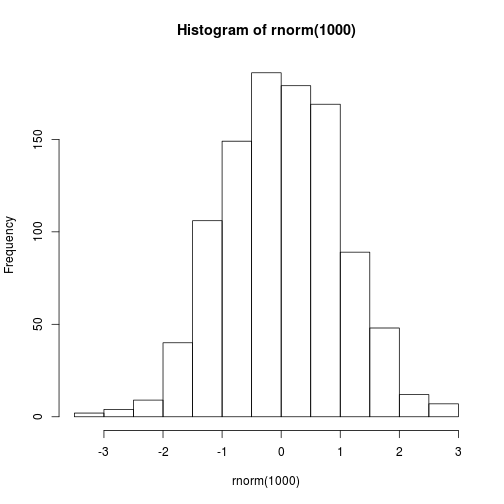 Histogram of rnorm(1000)
Frequency
150
100
50
0
-3 -2 -1 0 1 2 3
rnorm(1000)